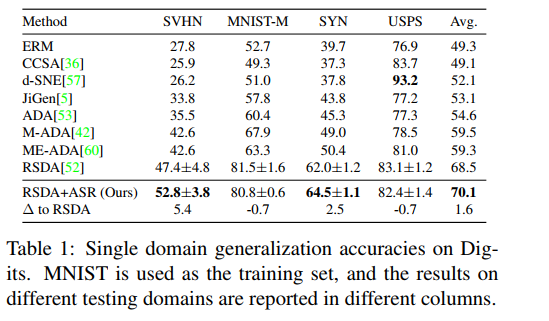 Method SVHN MNIST-M SYN USPS Avg.
ERM 27.8 52.7 39.7 76.9 49.3
CCSA[36] 25.9 49.3 37.3 83.7 49.1
d-SNE[57] 26.2 51.0 37.8 93.2 52.1
JiGen[5] 33.8 57.8 43.8 77.2 53.1
ADA[53] 35.5 60.4 45.3 77.3 54.6
M-ADA[42] 42.6 67.9 49.0 78.5 59.5
ME-ADA[60] 42.6 63.3 50.4 81.0 59.3
RSDA[52] 47.4±4.8 81.5±1.6 62.0±1.2 83.1±1.2 68.5
RSDA+ASR (Ours) 52.8±3.8 80.8±0.6 64.5±1.1 82.4±1.4 70.1
Δ to RSDA 5.4 -0.7 2.5 -0.7 1.6
Table 1: Single domain generalization accuracies on Dig-
its. MNIST is used as the training set, and the results on
different testing domains are reported in different columns.